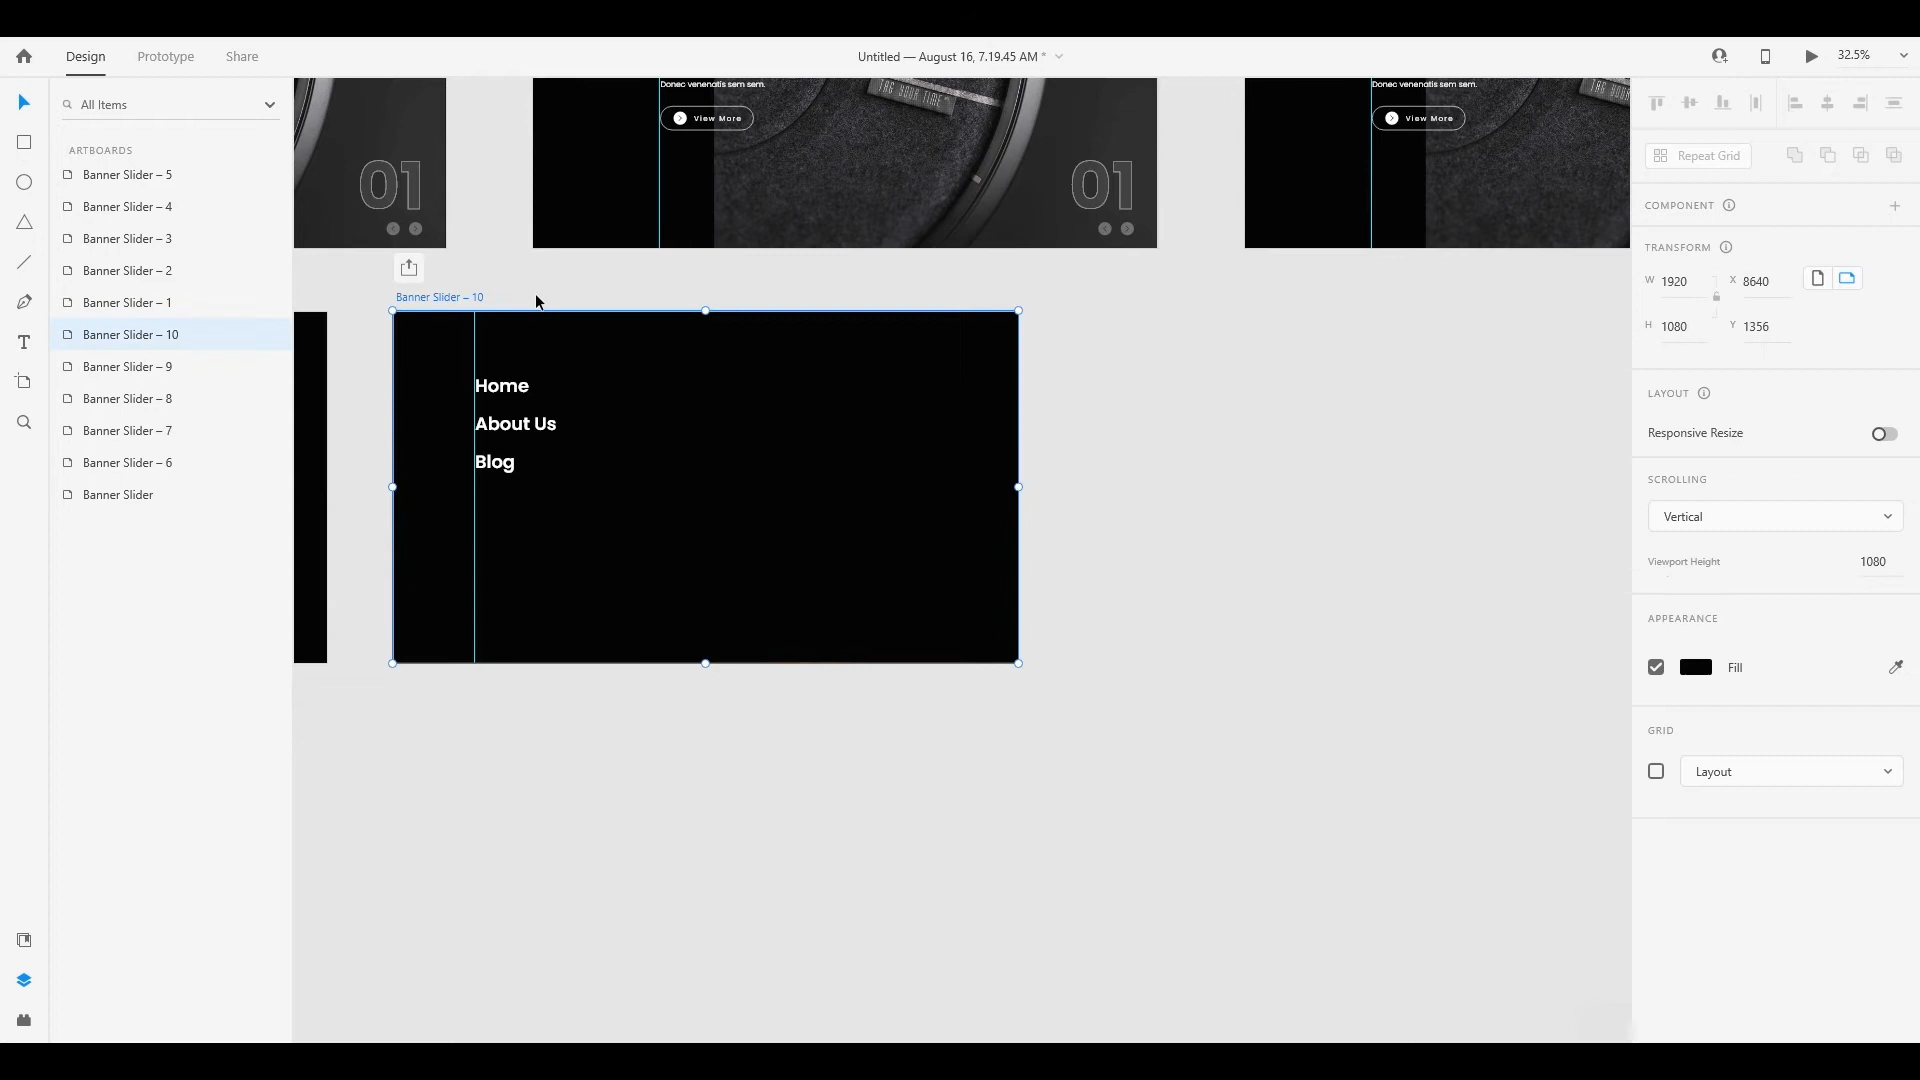 Design Prototype Share Untitled — August 16, 7.19.45 AM * 32.5%
All Items
ARTBOARDS
Banner Slider – 5
Banner Slider – 4
Banner Slider – 3
Banner Slider – 2
Banner Slider – 1
Banner Slider – 10
Banner Slider – 9
Banner Slider – 8
Banner Slider – 7
Banner Slider – 6
Banner Slider
01
Donec venenatis sem sem.
View More
01
Donec venenatis sem sem.
View More
Banner Slider – 10
Home
About Us
Blog
Repeat Grid
COMPONENT
TRANSFORM
W 1920 X 8640
H 1080 Y 1356
LAYOUT
Responsive Resize
SCROLLING
Vertical
Viewport Height 1080
APPEARANCE
Fill
GRID
Layout